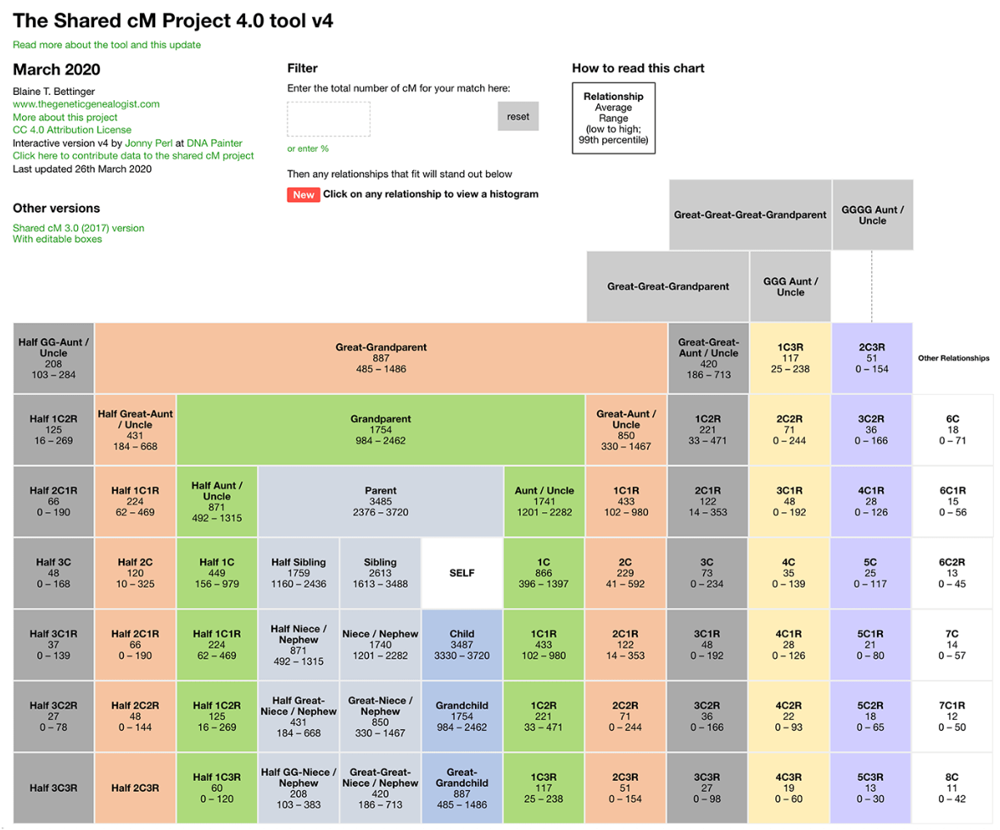 The Shared cM Project 4.0 tool v4
Read more about the tool and this update
March 2020
Blaine T. Bettinger
www.thegeneticgenealogist.com
More about this project
CC 4.0 Attribution License
Interactive version v4 by Jonny Perl at DNA Painter
Click here to contribute data to the shared cM project
Last updated 26th March 2020
Other versions
Shared cM 3.0 (2017) version
With editable boxes
Filter
Enter the total number of cM for your match here:
reset
or enter %
Then any relationships that fit will stand out below
New Click on any relationship to view a histogram
How to read this chart
Relationship
Average
Range
(low to high;
99th percentile)
Great-Great-Great-Grandparent
GGGG Aunt /
Uncle
Great-Great-Grandparent
GGG Aunt /
Uncle
Half GG-Aunt /
Uncle
208
103 – 284
Great-Grandparent
887
485 – 1486
Great-Great-
Aunt / Uncle
420
186 – 713
1C3R
117
25 – 238
2C3R
51
0 – 154
Other Relationships
Half 1C2R
125
16 – 269
Half Great-Aunt
/ Uncle
431
184 – 668
Grandparent
1754
984 – 2462
Great-Aunt /
Uncle
850
330 – 1467
1C2R
221
33 – 471
2C2R
71
0 – 244
3C2R
36
0 – 166
6C
18
0 – 71
Half 2C1R
66
0 – 190
Half 1C1R
224
62 – 469
Half Aunt /
Uncle
871
492 – 1315
Parent
3485
2376 – 3720
Aunt / Uncle
1741
1201 – 2282
1C1R
433
102 – 980
2C1R
122
14 – 353
3C1R
48
0 – 192
4C1R
28
0 – 126
6C1R
15
0 – 56
Half 3C
48
0 – 168
Half 2C
120
10 – 325
Half 1C
449
156 – 979
Half Sibling
1759
1160 – 2436
Sibling
2613
1613 – 3488
SELF
1C
866
396 – 1397
2C
229
41 – 592
3C
73
0 – 234
4C
35
0 – 139
5C
25
0 – 117
6C2R
13
0 – 45
Half 3C1R
37
0 – 139
Half 2C1R
66
0 – 190
Half 1C1R
224
62 – 469
Half Niece /
Nephew
871
492 – 1315
Niece / Nephew
1740
1201 – 2282
Child
3487
3330 – 3720
1C1R
433
102 – 980
2C1R
122
14 – 353
3C1R
48
0 – 192
4C1R
28
0 – 126
5C1R
21
0 – 80
7C
14
0 – 57
Half 3C2R
27
0 – 78
Half 2C2R
48
0 – 144
Half 1C2R
125
16 – 269
Half Great-
Niece / Nephew
431
184 – 668
Great-Niece /
Nephew
850
330 – 1467
Grandchild
1754
984 – 2462
1C2R
221
33 – 471
2C2R
71
0 – 244
3C2R
36
0 – 166
4C2R
22
0 – 93
5C2R
18
0 – 65
7C1R
12
0 – 50
Half 3C3R
Half 2C3R
Half 1C3R
60
0 – 120
Half GG-Niece /
Nephew
208
103 – 383
Great-Great-
Niece / Nephew
420
186 – 713
Great-
Grandchild
887
485 – 1486
1C3R
117
25 – 238
2C3R
51
0 – 154
3C3R
27
0 – 98
4C3R
19
0 – 60
5C3R
13
0 – 30
8C
11
0 – 42